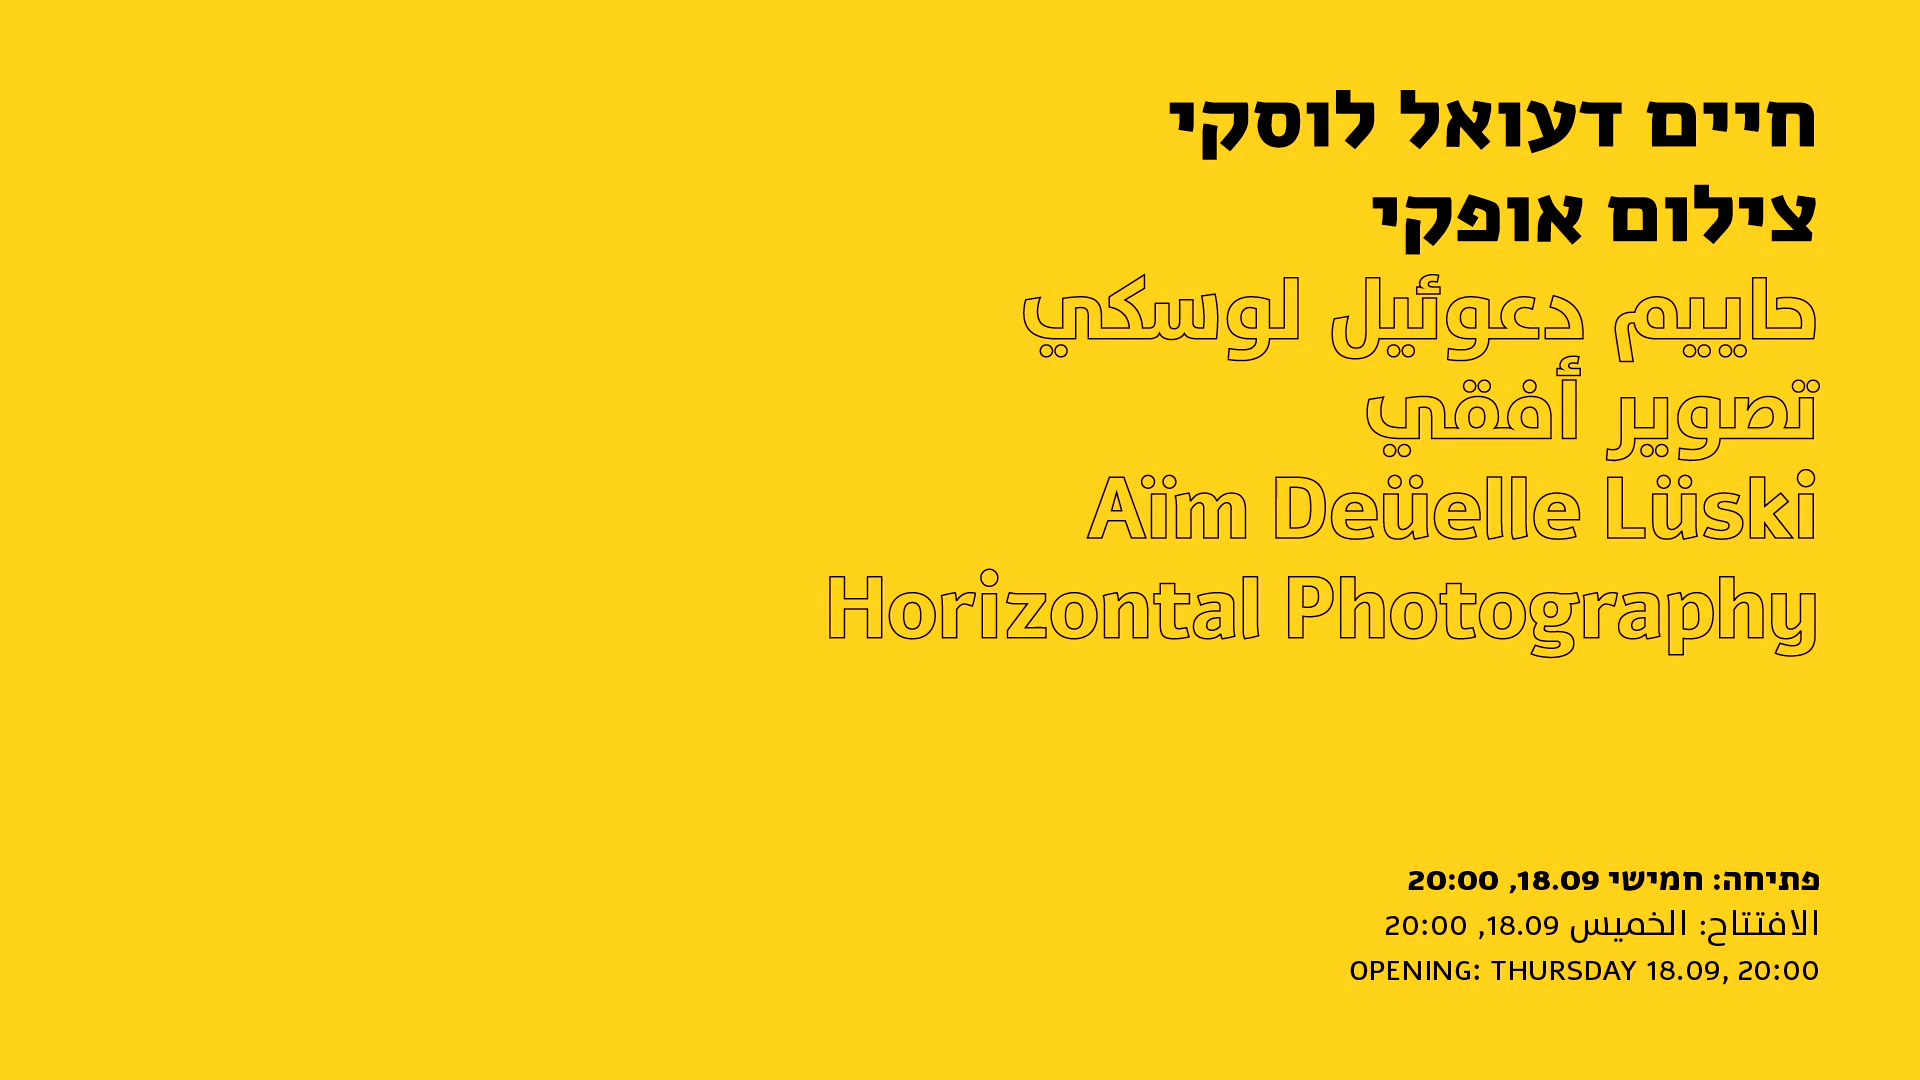 חיים דעואל לוסקי
צילום אופקי
حاييم دعوئيل لوسكي
تصوير أفقي
Aïm Deüelle Lüski
Horizontal Photography
פתיחה: חמישי 18.09, 20:00
الافتتاح: الخميس 18.09, 20:00
OPENING: THURSDAY 18.09, 20:00